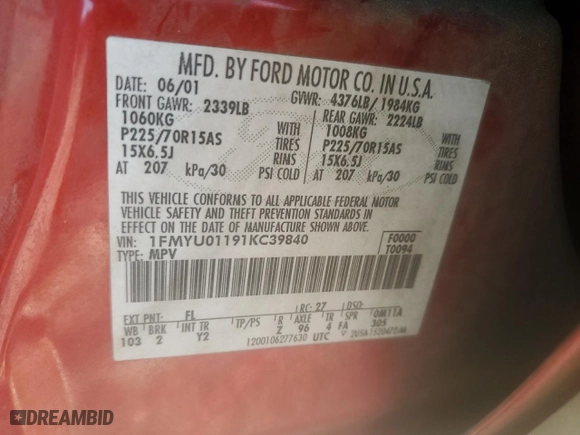 MFD. BY FORD MOTOR CO. IN U.S.A.
DATE: 06/01 GVWR: 4376LB/ 1984KG
FRONT GAWR: 2339LB REAR GAWR: 2224LB
1060KG WITH 1008KG WITH
P225/70R15AS TIRES P225/70R15AS TIRES
15X6.5J RIMS 15X6.5J RIMS
AT 207 kPa/30 PSI COLD AT 207 kPa/30 PSI COLD
THIS VEHICLE CONFORMS TO ALL APPLICABLE FEDERAL MOTOR
VEHICLE SAFETY AND THEFT PREVENTION STANDARDS IN
EFFECT ON THE DATE OF MANUFACTURE SHOWN ABOVE.
VIN: 1FMYU01191KC39840 F0000
TYPE: MPV T0094
EXT PNT: FL RC: 27 DSO:
WB BRK INT TR TP/PS R AXLE TR SPR 0M11A
103 2 Y2 Z 96 4 FA 305
1200106277630 UTC
DREAMBID